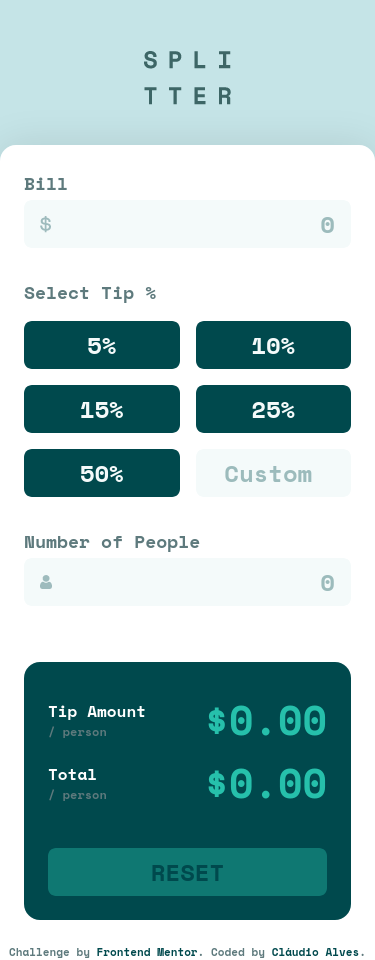 SPLI
TTER
Bill
$ 0
Select Tip %
5% 10%
15% 25%
50% Custom
Number of People
0
Tip Amount
/ person
$0.00
Total
/ person
$0.00
RESET
Challenge by Frontend Mentor. Coded by Cláudio Alves.